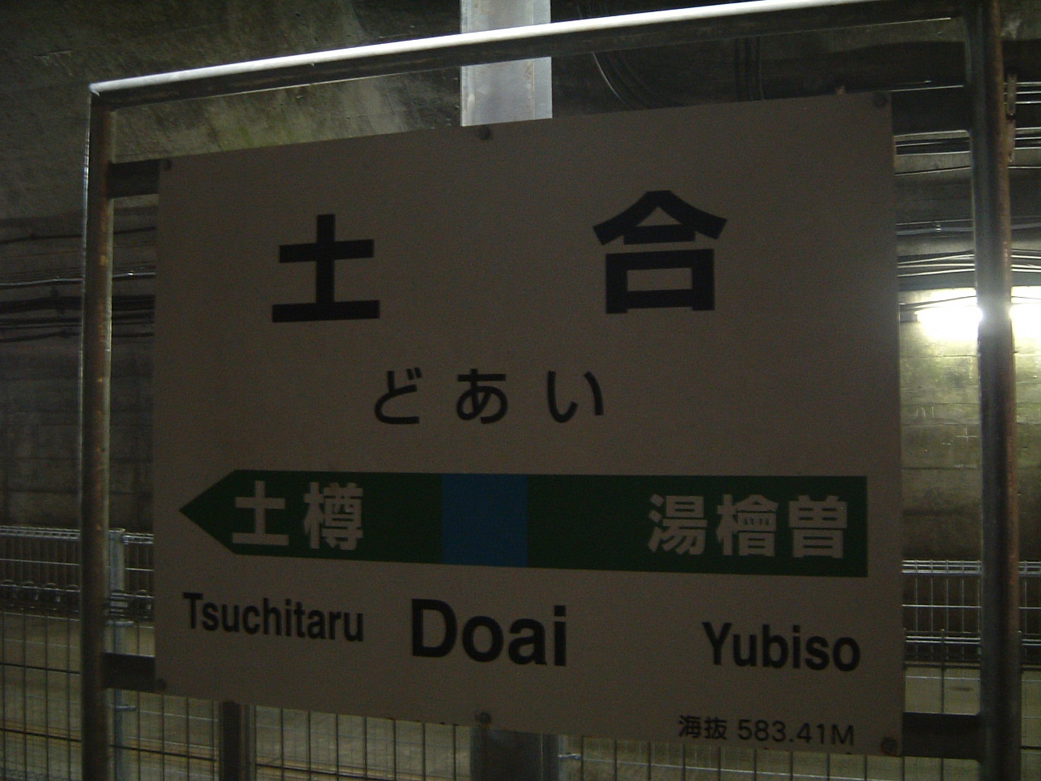 土合
どあい
土樽 湯檜曽
Tsuchitaru Doai Yubiso
海抜 583.41M